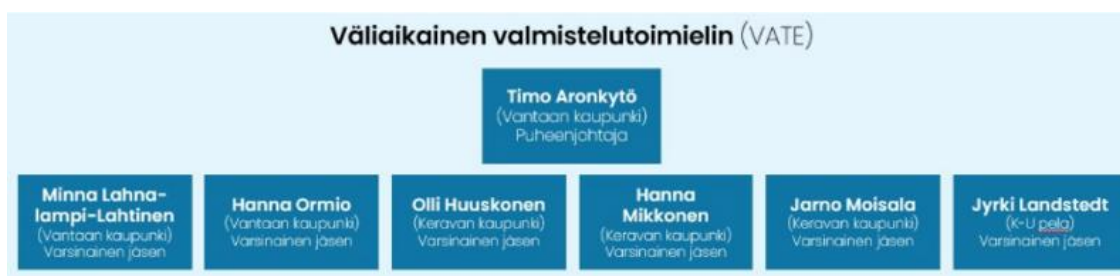 Väliaikainen valmistelutoimielin (VATE)
Timo Aronkytö
(Vantaan kaupunki)
Puheenjohtaja
Minna Lahna-
lampi-Lahtinen
(Vantaan kaupunki)
Varsinainen jäsen
Hanna Ormio
(Vantaan kaupunki)
Varsinainen jäsen
Olli Huuskonen
(Keravan kaupunki)
Varsinainen jäsen
Hanna
Mikkonen
(Keravan kaupunki)
Varsinainen jäsen
Jarno Moisala
(Keravan kaupunki)
Varsinainen jäsen
Jyrki Landstedt
(K-U pela)
Varsinainen jäsen